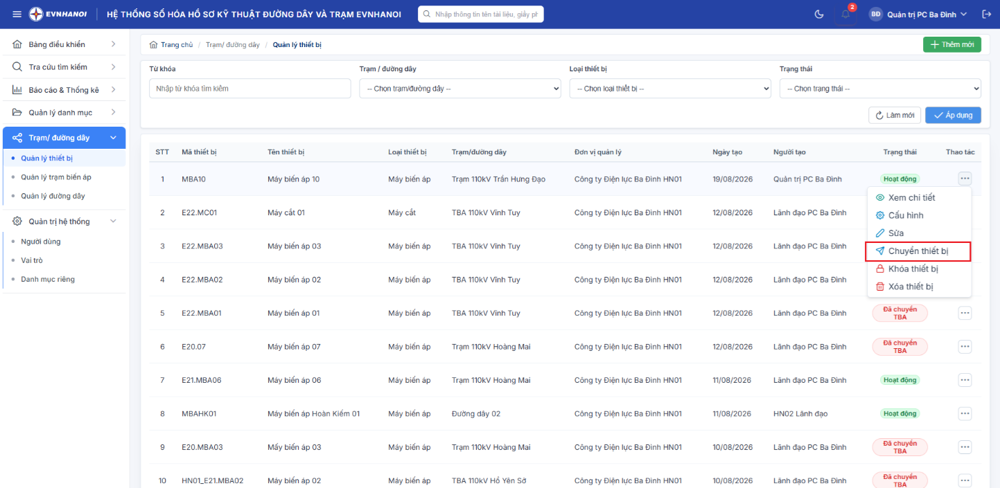 EVNHANOI
HỆ THỐNG SỐ HÓA HỒ SƠ KỸ THUẬT ĐƯỜNG DÂY VÀ TRẠM EVNHANOI
Nhập thông tin tên tài liệu, giấy ph
2
BĐ
Quản trị PC Ba Đình
Bảng điều khiển
Tra cứu tìm kiếm
Báo cáo & Thống kê
Quản lý danh mục
Trạm/ đường dây
Quản lý thiết bị
Quản lý trạm biến áp
Quản lý đường dây
Quản trị hệ thống
Người dùng
Vai trò
Danh mục riêng
Trang chủ / Trạm/ đường dây / Quản lý thiết bị
Thêm mới
Từ khóa
Nhập từ khóa tìm kiếm
Trạm / đường dây
-- Chọn trạm/đường dây --
Loại thiết bị
-- Chọn loại thiết bị --
Trạng thái
-- Chọn trạng thái --
Làm mới
Áp dụng
STT Mã thiết bị Tên thiết bị Loại thiết bị Trạm/đường dây Đơn vị quản lý Ngày tạo Người tạo Trạng thái Thao tác
1 MBA10 Máy biến áp 10 Máy biến áp Trạm 110kV Trần Hưng Đạo Công ty Điện lực Ba Đình HN01 19/08/2026 Quản trị PC Ba Đình Hoạt động
2 E22.MC01 Máy cắt 01 Máy cắt TBA 110kV Vĩnh Tuy Công ty Điện lực Ba Đình HN01 12/08/2026 Lãnh đạo PC Ba Đình
3 E22.MBA03 Máy biến áp 03 Máy biến áp TBA 110kV Vĩnh Tuy Công ty Điện lực Ba Đình HN01 12/08/2026 Lãnh đạo PC Ba Đình
4 E22.MBA02 Máy biến áp 02 Máy biến áp TBA 110kV Vĩnh Tuy Công ty Điện lực Ba Đình HN01 12/08/2026 Lãnh đạo PC Ba Đình
Xem chi tiết
Cấu hình
Sửa
Chuyển thiết bị
Khóa thiết bị
Xóa thiết bị
5 E22.MBA01 Máy biến áp 01 Máy biến áp TBA 110kV Vĩnh Tuy Công ty Điện lực Ba Đình HN01 12/08/2026 Lãnh đạo PC Ba Đình Đã chuyển TBA
6 E20.07 Máy biến áp 07 Máy biến áp Trạm 110kV Hoàng Mai Công ty Điện lực Ba Đình HN01 12/08/2026 Lãnh đạo PC Ba Đình Đã chuyển TBA
7 E21.MBA06 Máy biến áp 06 Máy biến áp Trạm 110kV Hoàng Mai Công ty Điện lực Ba Đình HN01 11/08/2026 Lãnh đạo PC Ba Đình Hoạt động
8 MBAHK01 Máy biến áp Hoàn Kiếm 01 Máy biến áp Đường dây 02 Công ty Điện lực Ba Đình HN01 11/08/2026 HN02 Lãnh đạo Hoạt động
9 E20.MBA03 Mấy biến áp 03 Máy biến áp Trạm 110kV Hoàng Mai Công ty Điện lực Ba Đình HN01 10/08/2026 Lãnh đạo PC Ba Đình Đã chuyển TBA
10 HN01_E21.MBA02 Máy biến áp 02 Máy biến áp TBA 110kV Hồ Yên Sở Công ty Điện lực Ba Đình HN01 10/08/2026 Lãnh đạo PC Ba Đình Đã chuyển TBA